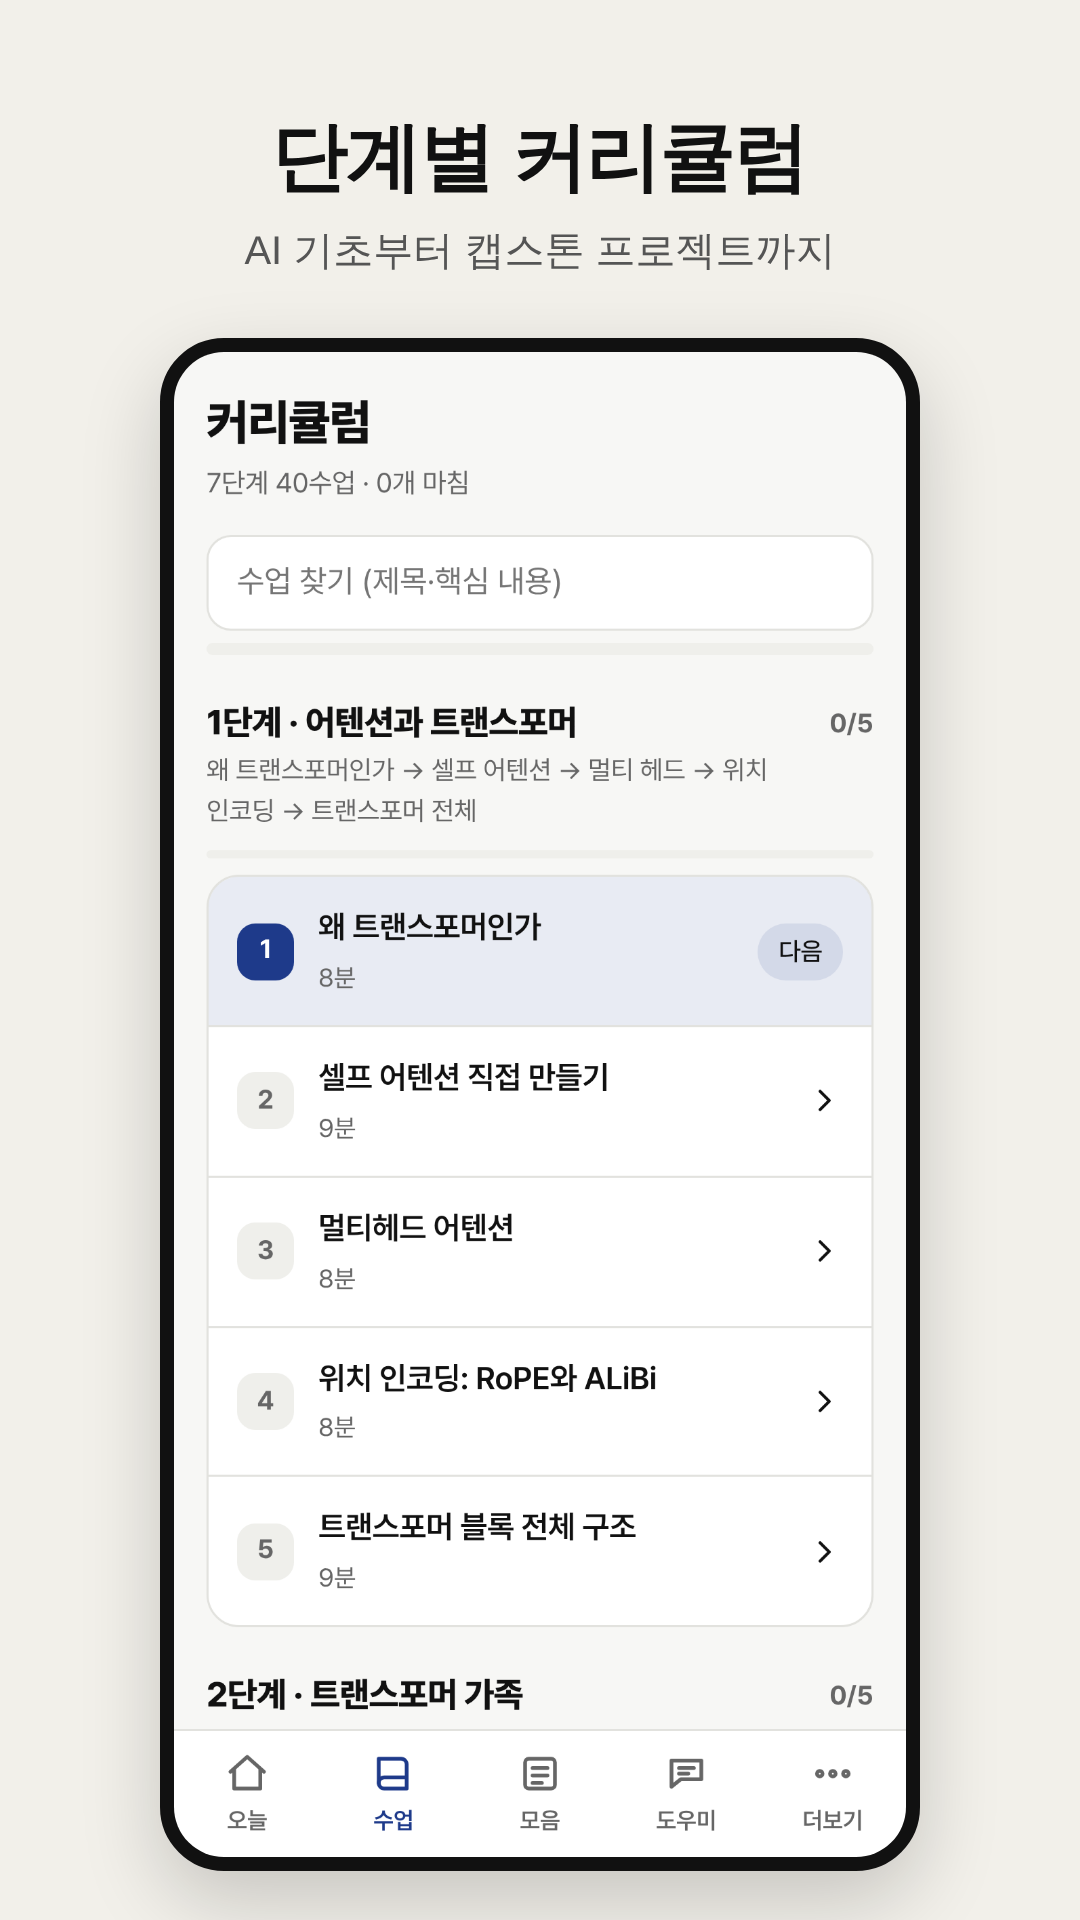 단계별 커리큘럼
AI 기초부터 캡스톤 프로젝트까지
커리큘럼
7단계 40수업 · 0개 마침
수업 찾기 (제목·핵심 내용)
1단계 · 어텐션과 트랜스포머
0/5
왜 트랜스포머인가 → 셀프 어텐션 → 멀티 헤드 → 위치
인코딩 → 트랜스포머 전체
1
왜 트랜스포머인가
8분
다음
2
셀프 어텐션 직접 만들기
9분
3
멀티헤드 어텐션
8분
4
위치 인코딩: RoPE와 ALiBi
8분
5
트랜스포머 블록 전체 구조
9분
2단계 · 트랜스포머 가족
0/5
오늘
수업
모음
도우미
더보기